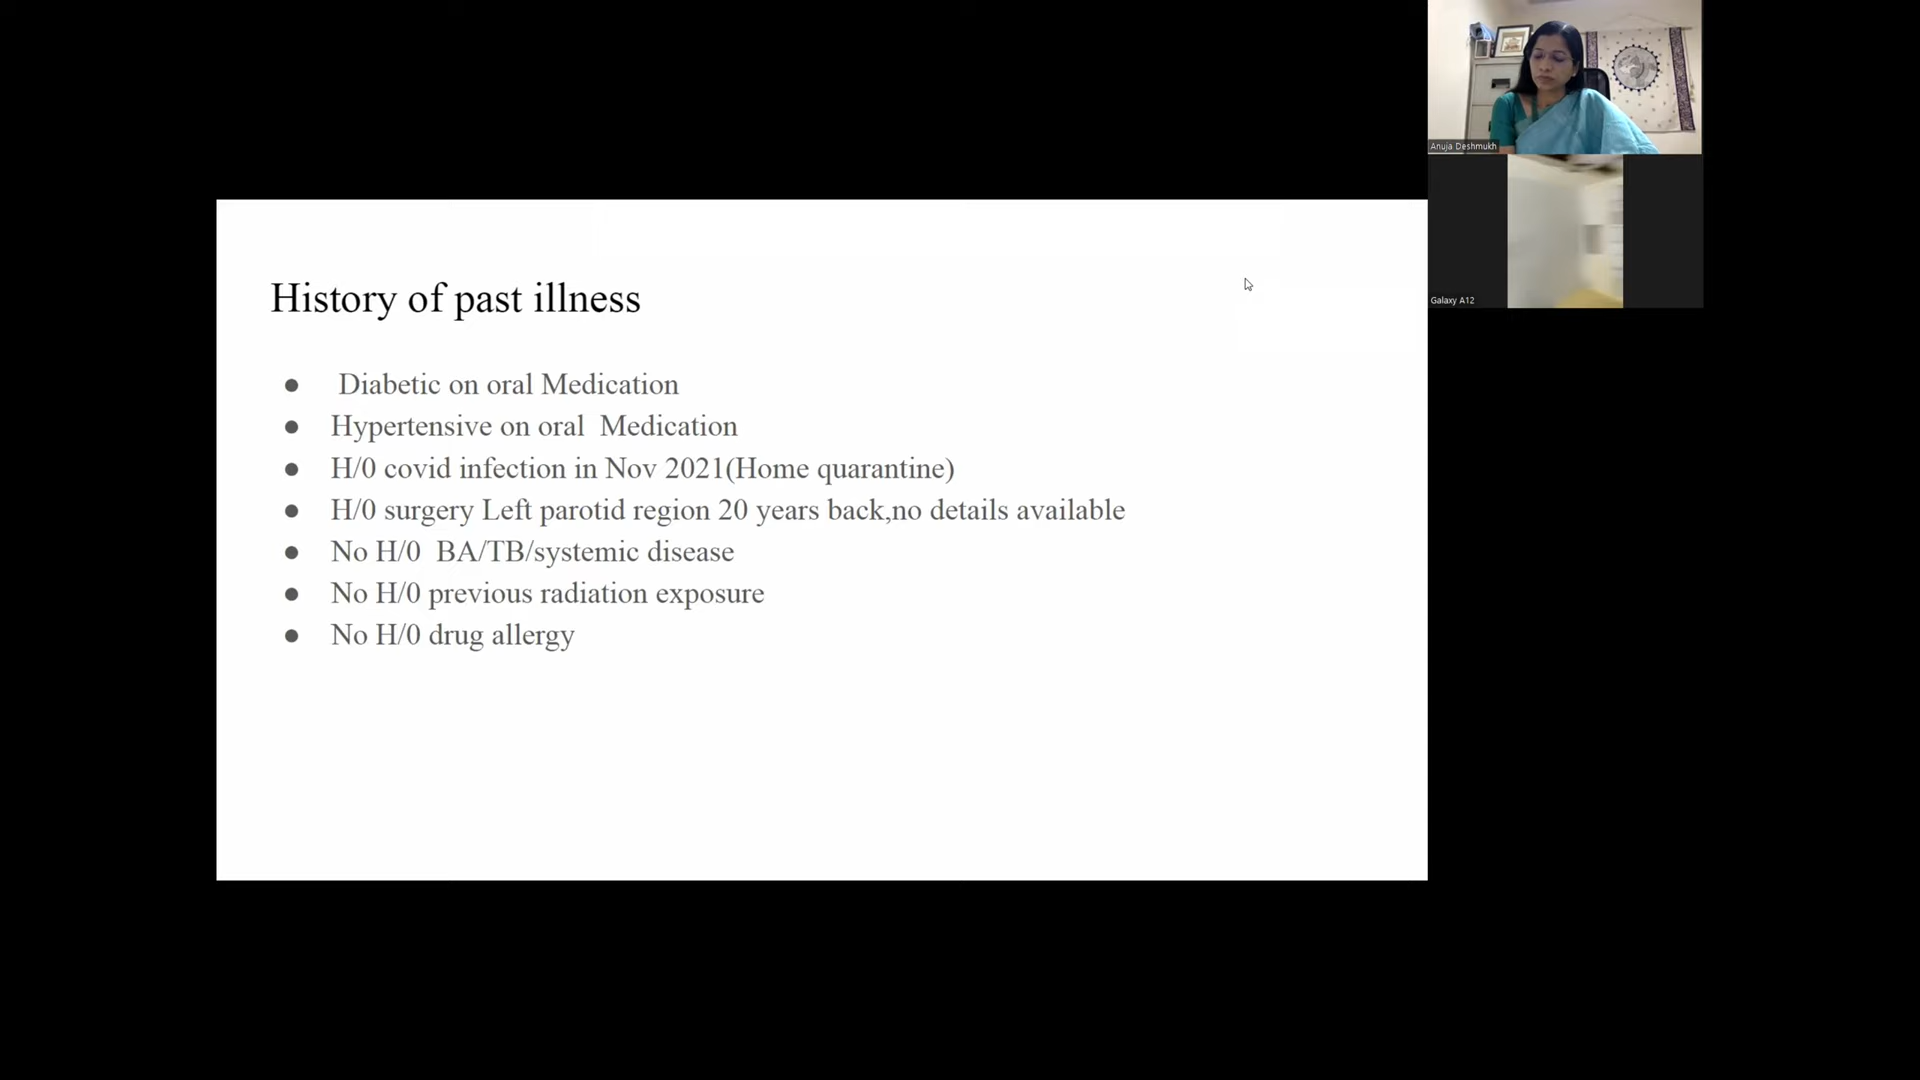 History of past illness
● Diabetic on oral Medication
● Hypertensive on oral Medication
● H/0 covid infection in Nov 2021(Home quarantine)
● H/0 surgery Left parotid region 20 years back,no details available
● No H/0 BA/TB/systemic disease
● No H/0 previous radiation exposure
● No H/0 drug allergy
Anuja Deshmukh
Galaxy A12